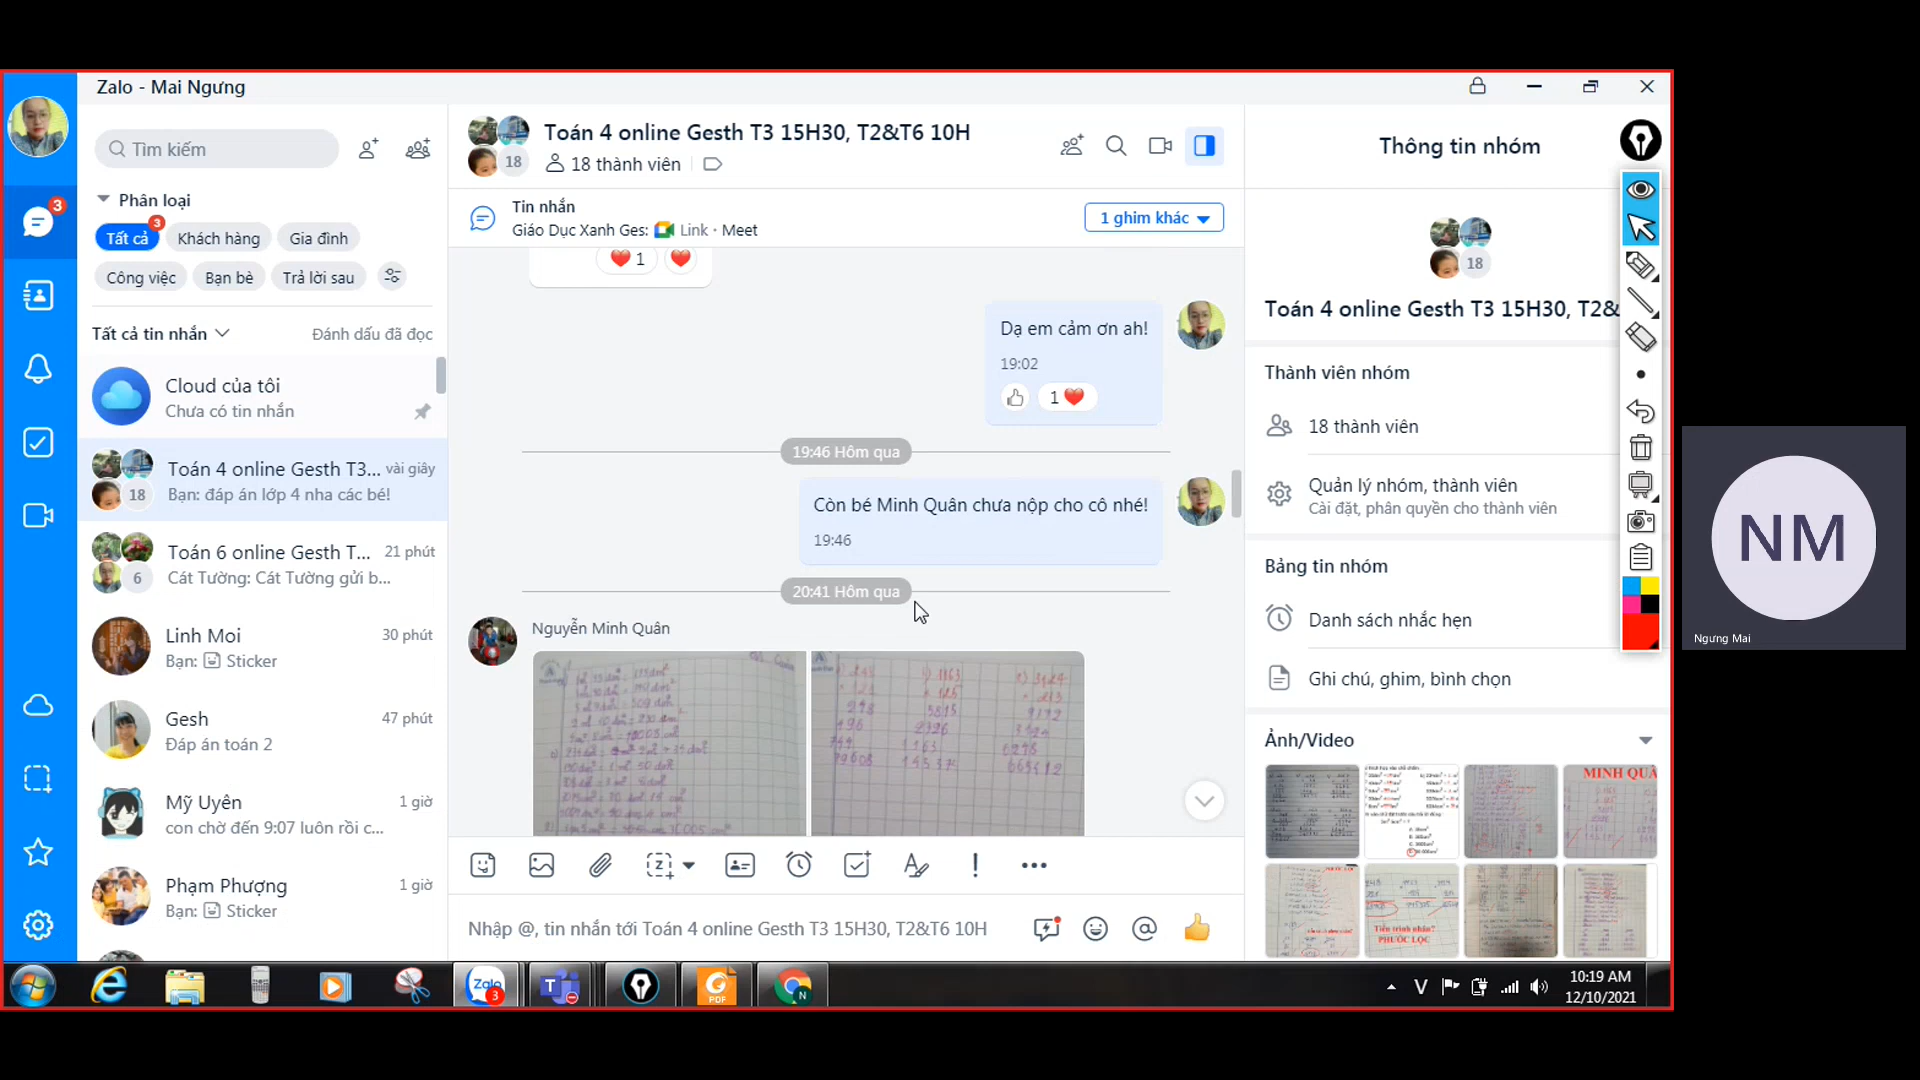 Zalo - Mai Ngưng
Tìm kiếm
Phân loại
Tất cả
3
Khách hàng
Gia đình
Công việc
Bạn bè
Trả lời sau
Tất cả tin nhắn
Đánh dấu đã đọc
Cloud của tôi
Chưa có tin nhắn
Toán 4 online Gesth T3...
vài giây
18
Bạn: đáp án lớp 4 nha các bé!
Toán 6 online Gesth T...
21 phút
6
Cát Tường: Cát Tường gửi b...
Linh Moi
30 phút
Bạn: Sticker
Gesh
47 phút
Đáp án toán 2
Mỹ Uyên
1 giờ
con chờ đến 9:07 luôn rồi c...
Phạm Phượng
1 giờ
Bạn: Sticker
3
Toán 4 online Gesth T3 15H30, T2&T6 10H
18
18 thành viên
Tin nhắn
Giáo Dục Xanh Ges: Link · Meet
1 ghim khác
1
Dạ em cảm ơn ah!
19:02
1
19:46 Hôm qua
Còn bé Minh Quân chưa nộp cho cô nhé!
19:46
20:41 Hôm qua
Nguyễn Minh Quân
Nhập @, tin nhắn tới Toán 4 online Gesth T3 15H30, T2&T6 10H
Thông tin nhóm
18
Toán 4 online Gesth T3 15H30, T2&
Thành viên nhóm
18 thành viên
Quản lý nhóm, thành viên
Cài đặt, phân quyền cho thành viên
Bảng tin nhóm
Danh sách nhắc hẹn
Ghi chú, ghim, bình chọn
Ảnh/Video
MINH QUÂ
PHƯỚC LỘC
Zalo
3
T
PDF
N
V
10:19 AM
12/10/2021
NM
Ngưng Mai